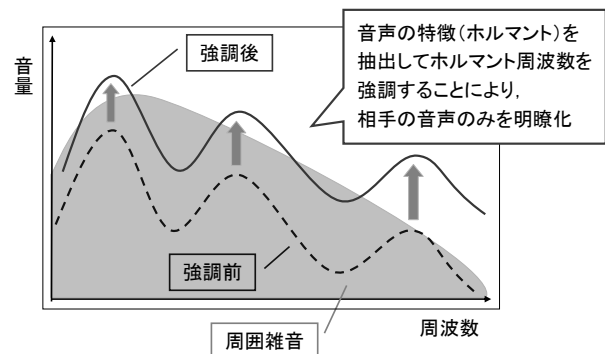 音声の特徴（ホルマント）を
抽出してホルマント周波数を
強調することにより，
相手の音声のみを明瞭化
強調後
音量
強調前
周波数
周囲雑音